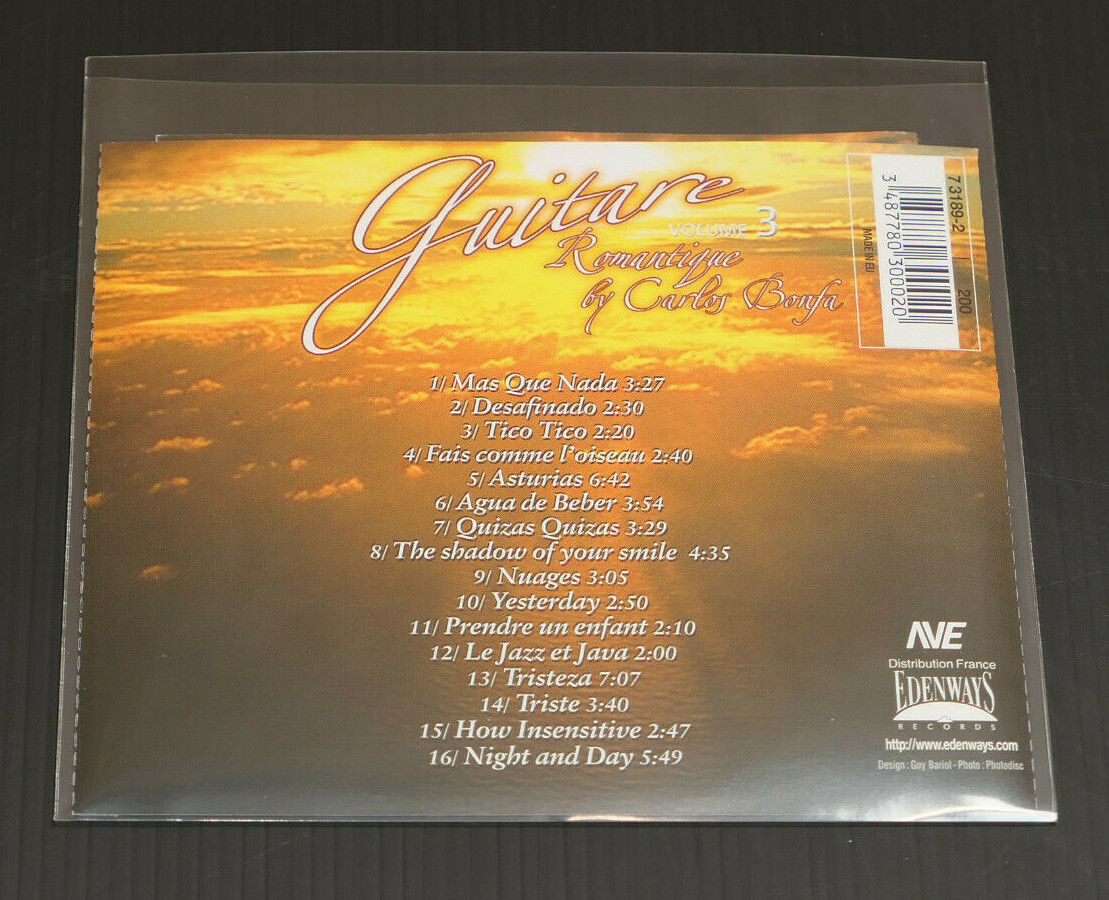 Guitare
VOLUME 3
Romantique
by Carlos Bonfa
7 3189-2
200
3 487780 300020
MADE IN EU
1/ Mas Que Nada 3:27
2/ Desafinado 2:30
3/ Tico Tico 2:20
4/ Fais comme l'oiseau 2:40
5/ Asturias 6:42
6/ Agua de Beber 3:54
7/ Quizas Quizas 3:29
8/ The shadow of your smile 4:35
9/ Nuages 3:05
10/ Yesterday 2:50
11/ Prendre un enfant 2:10
12/ Le Jazz et Java 2:00
13/ Tristeza 7:07
14/ Triste 3:40
15/ How Insensitive 2:47
16/ Night and Day 5:49
AVE
Distribution France
EDENWAYS
RECORDS
http://www.edenways.com
Design : Guy Bariol - Photo : Photodisc